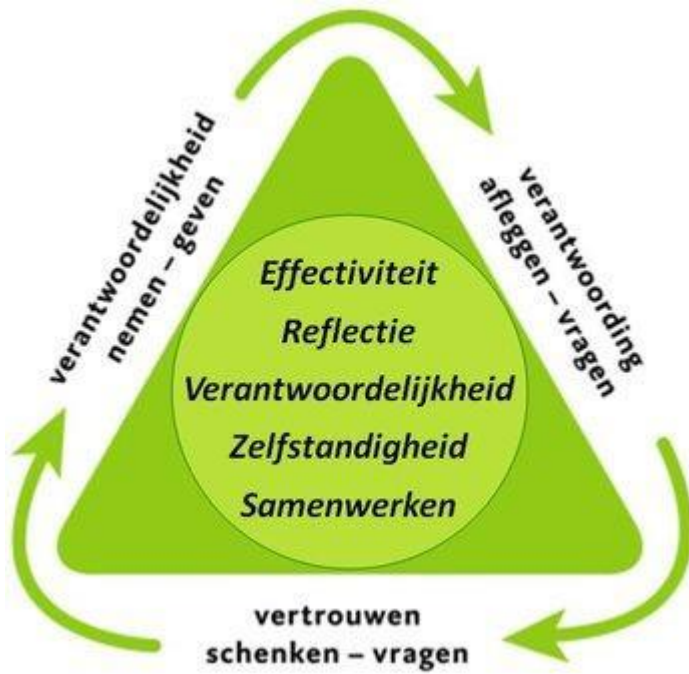 verantwoordelijkheid
nemen – geven
verantwoording
afleggen – vragen
Effectiviteit
Reflectie
Verantwoordelijkheid
Zelfstandigheid
Samenwerken
vertrouwen
schenken – vragen